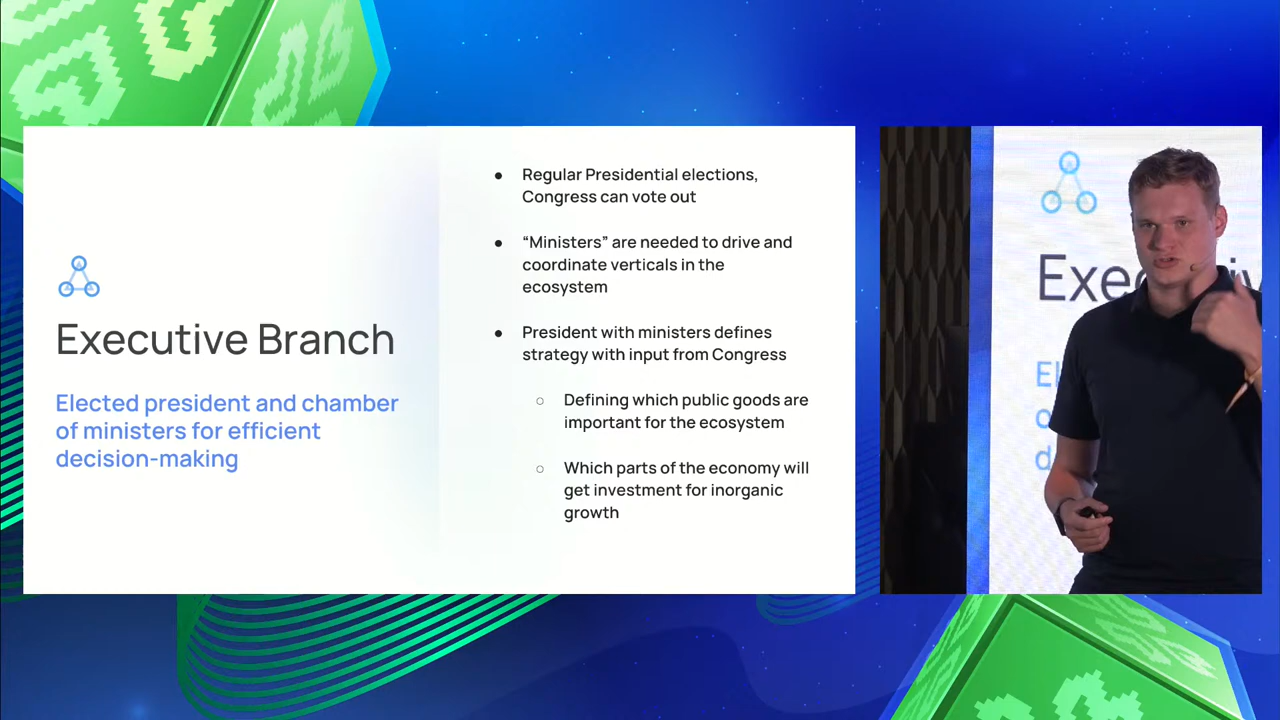 Executive Branch
Elected president and chamber
of ministers for efficient
decision-making
● Regular Presidential elections,
Congress can vote out
● “Ministers” are needed to drive and
coordinate verticals in the
ecosystem
● President with ministers defines
strategy with input from Congress
○ Defining which public goods are
important for the ecosystem
○ Which parts of the economy will
get investment for inorganic
growth
Exec
El
o
d